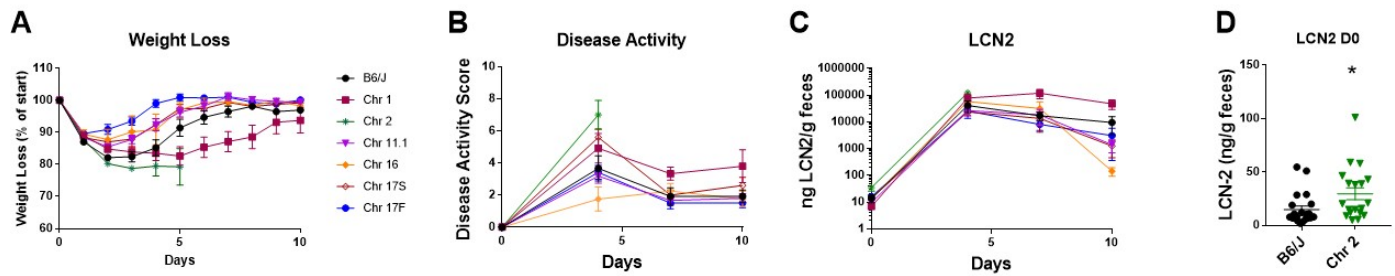 A
Weight Loss
Weight Loss (% of start)
110
100
90
80
70
60
0
5
10
Days
B6/J
Chr 1
Chr 2
Chr 11.1
Chr 16
Chr 17S
Chr 17F
B
Disease Activity
Disease Activity Score
10
8
6
4
2
0
0
5
10
Days
C
LCN2
ng LCN2/g feces
1000000
100000
10000
1000
100
10
1
0
5
10
Days
D
LCN2 D0
LCN-2 (ng/g feces)
150
100
50
0
*
B6/J
Chr 2